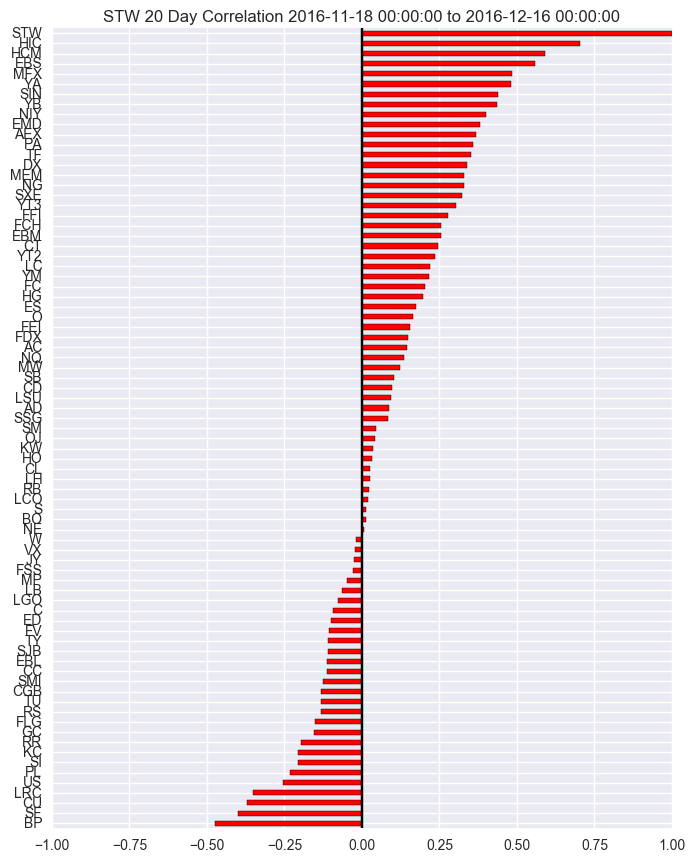 STW 20 Day Correlation 2016-11-18 00:00:00 to 2016-12-16 00:00:00
STW
HIC
HCM
EBS
MFX
YA
SIN
YB
NIY
EMD
AEX
PA
TF
DX
MEM
NG
SXE
YT3
FFI
FCH
EBM
CT
YT2
LC
YM
FC
HG
ES
O
FEI
FDX
AC
NQ
MW
SB
CD
LSU
AD
SSG
SM
OJ
KW
HO
CL
LH
RB
LCO
S
BO
NE
W
VX
JY
FSS
MP
LB
LGO
C
ED
FV
TY
SJB
EBL
CC
SMI
CGB
TU
RS
FLG
GC
RR
KC
SI
PL
US
LRC
CU
SF
BP
−1.00 −0.75 −0.50 −0.25 0.00 0.25 0.50 0.75 1.00